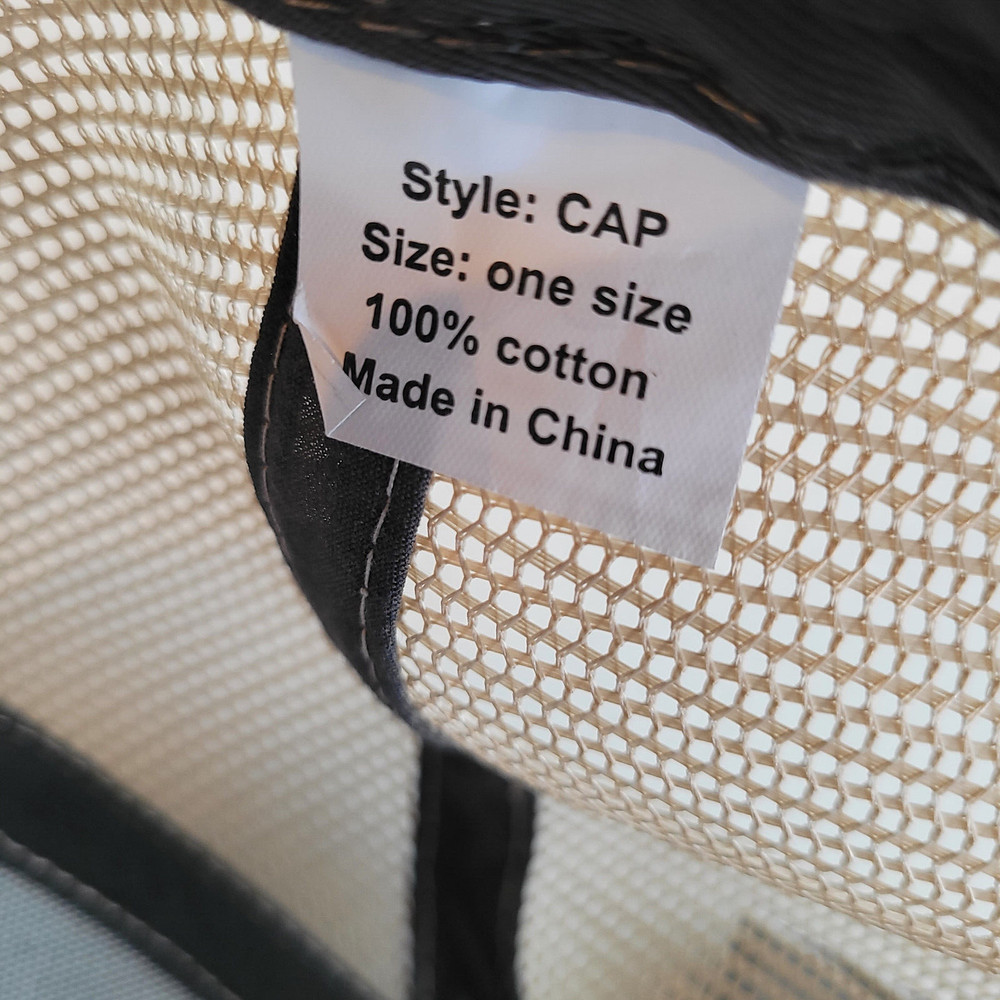 Style: CAP
Size: one size
100% cotton
Made in China